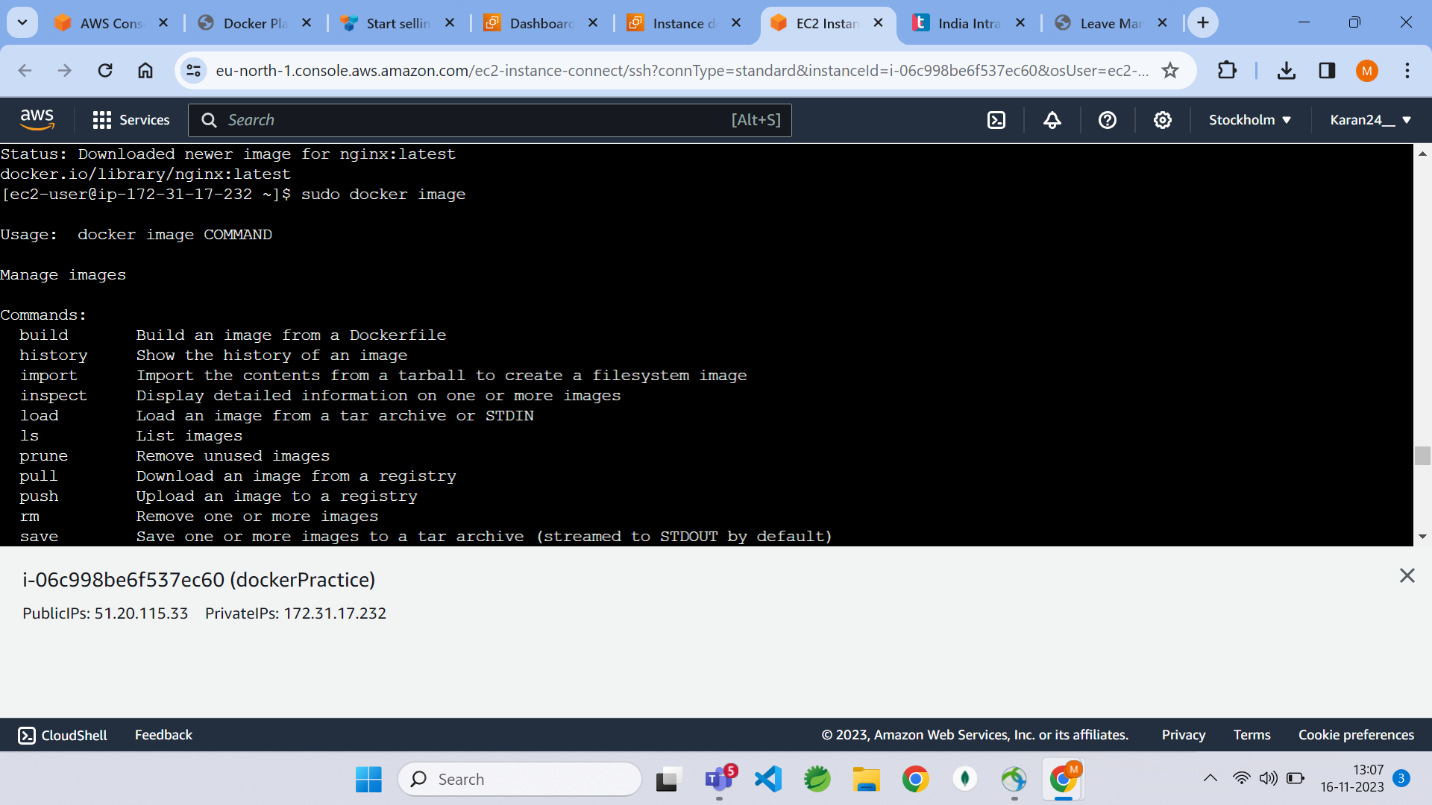 AWS Cons
Docker Pla
Start sellin
Dashboard
Instance d
EC2 Instan
India Intra
Leave Man
eu-north-1.console.aws.amazon.com/ec2-instance-connect/ssh?connType=standard&instanceId=i-06c998be6f537ec60&osUser=ec2-...
M
aws
Services
Search
[Alt+S]
Stockholm
Karan24__
Status: Downloaded newer image for nginx:latest
docker.io/library/nginx:latest
[ec2-user@ip-172-31-17-232 ~]$ sudo docker image
Usage:  docker image COMMAND
Manage images
Commands:
build       Build an image from a Dockerfile
history     Show the history of an image
import      Import the contents from a tarball to create a filesystem image
inspect     Display detailed information on one or more images
load        Load an image from a tar archive or STDIN
ls          List images
prune       Remove unused images
pull        Download an image from a registry
push        Upload an image to a registry
rm          Remove one or more images
save        Save one or more images to a tar archive (streamed to STDOUT by default)
i-06c998be6f537ec60 (dockerPractice)
PublicIPs: 51.20.115.33    PrivateIPs: 172.31.17.232
CloudShell
Feedback
© 2023, Amazon Web Services, Inc. or its affiliates.
Privacy
Terms
Cookie preferences
Search
5
M
13:07
16-11-2023
3